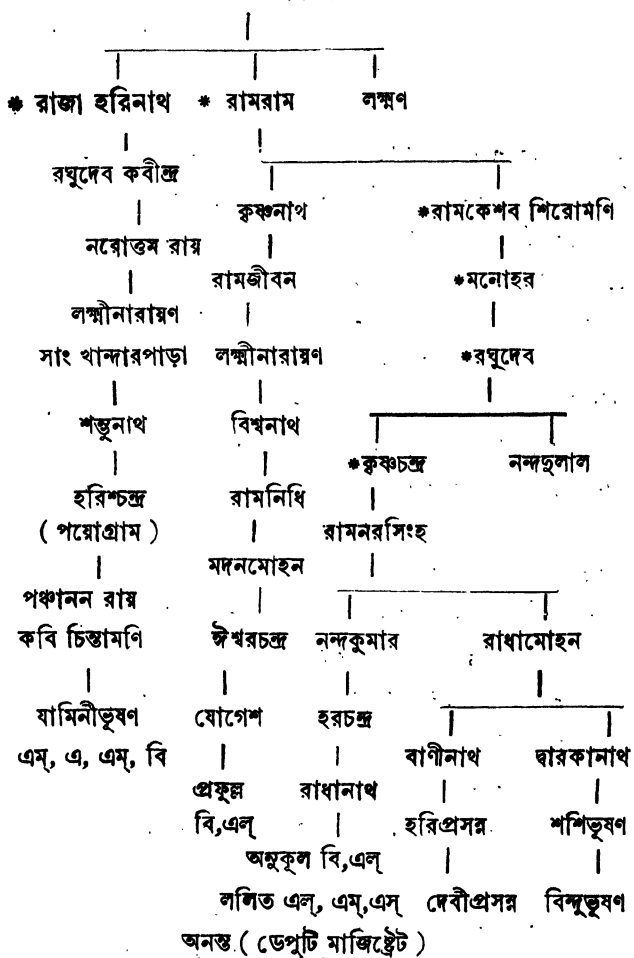 * রাজা হরিনাথ * রামরাম লক্ষ্মণ
রঘুদেব কবীন্দ্র
কৃষ্ণনাথ *রামকেশব শিরোমণি
নরোত্তম রায়
রামজীবন *মনোহর
লক্ষ্মীনারায়ণ
সাং খান্দারপাড়া লক্ষ্মীনারায়ণ *রঘুদেব
শম্ভুনাথ বিশ্বনাথ
*কৃষ্ণচন্দ্র নন্দদুলাল
হরিশ্চন্দ্র রামনিধি
( পয়োগ্রাম ) রামনরসিংহ
মদনমোহন
পঞ্চানন রায়
কবি চিন্তামণি ঈশ্বরচন্দ্র নন্দকুমার রাধামোহন
যামিনীভূষণ যোগেশ হরচন্দ্র
এম্, এ, এম্, বি বাণীনাথ দ্বারকানাথ
প্রফুল্ল রাধানাথ
বি,এল্ হরিপ্রসন্ন শশিভূষণ
অনুকূল বি,এল্
ললিত এল্, এম্,এস্ দেবীপ্রসন্ন বিন্দুভূষণ
অনন্ত ( ডেপুটি মাজিষ্ট্রেট )